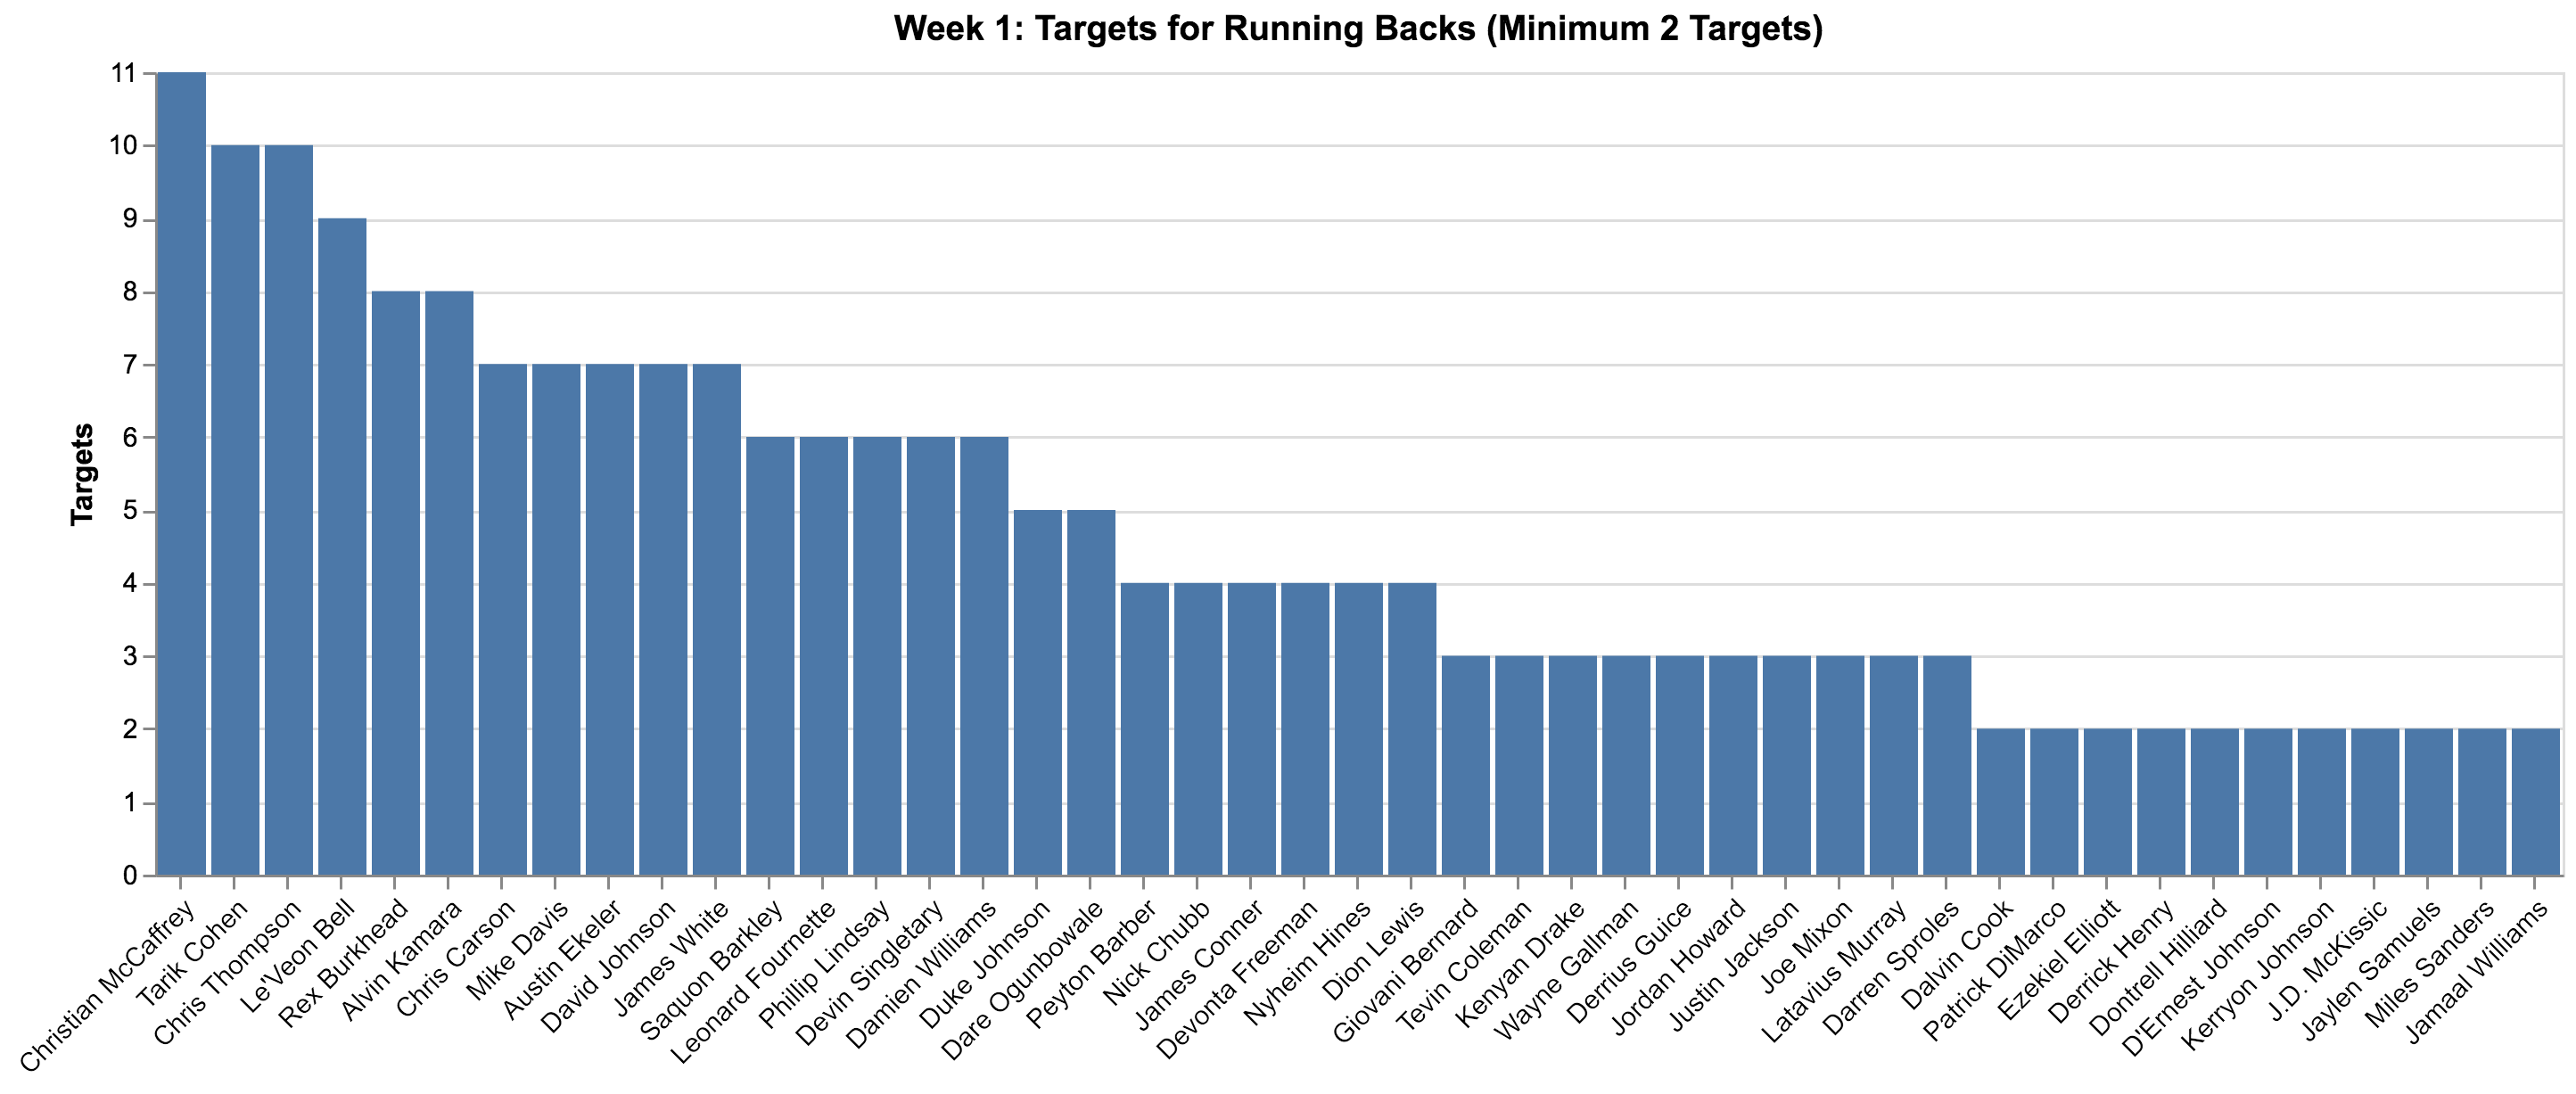 Week 1: Targets for Running Backs (Minimum 2 Targets)
11
10
9
8
7
6
5
4
3
2
1
0
Targets
Christian McCaffrey
Tarik Cohen
Chris Thompson
Le'Veon Bell
Rex Burkhead
Alvin Kamara
Chris Carson
Mike Davis
Austin Ekeler
David Johnson
James White
Saquon Barkley
Leonard Fournette
Phillip Lindsay
Devin Singletary
Damien Williams
Duke Johnson
Dare Ogunbowale
Peyton Barber
Nick Chubb
James Conner
Devonta Freeman
Nyheim Hines
Dion Lewis
Giovani Bernard
Tevin Coleman
Kenyan Drake
Wayne Gallman
Derrius Guice
Jordan Howard
Justin Jackson
Joe Mixon
Latavius Murray
Darren Sproles
Dalvin Cook
Patrick DiMarco
Ezekiel Elliott
Derrick Henry
Dontrell Hilliard
D'Ernest Johnson
Kerryon Johnson
J.D. McKissic
Jaylen Samuels
Miles Sanders
Jamaal Williams